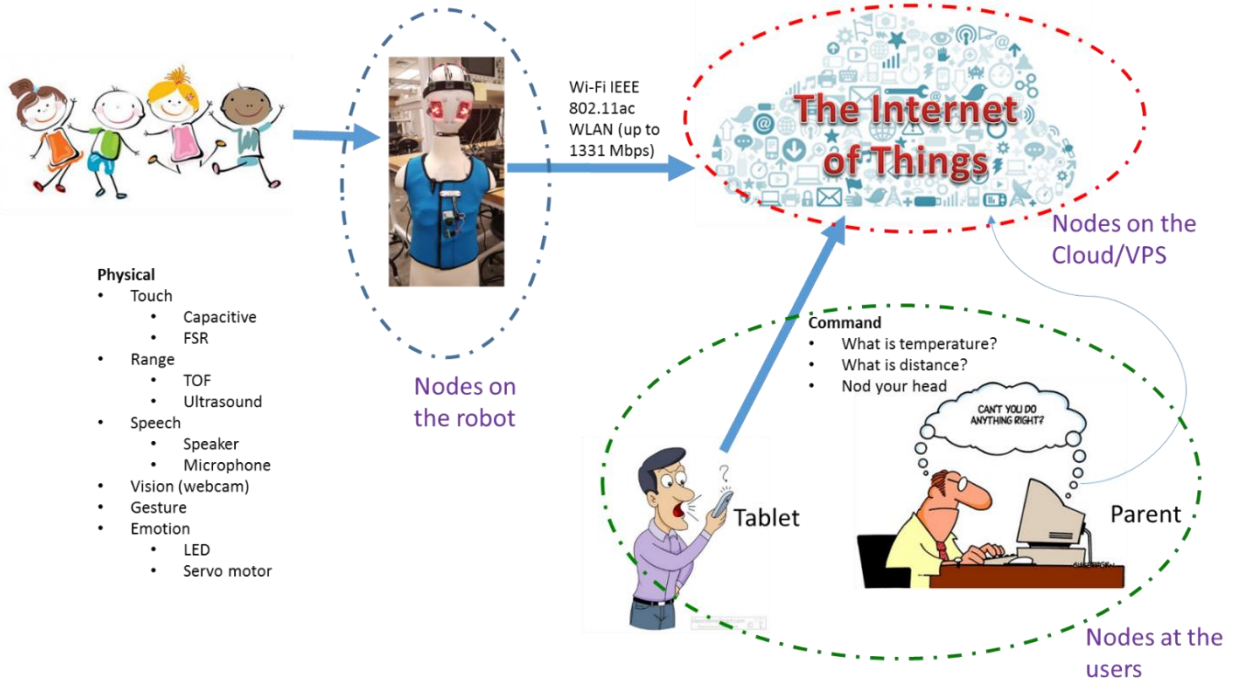 Wi-Fi IEEE
802.11ac
WLAN (up to
1331 Mbps)
The Internet
of Things
Nodes on the
Cloud/VPS
Physical
• Touch
• Capacitive
• FSR
• Range
• TOF
• Ultrasound
• Speech
• Speaker
• Microphone
• Vision (webcam)
• Gesture
• Emotion
• LED
• Servo motor
Nodes on
the robot
Command
• What is temperature?
• What is distance?
• Nod your head
CAN'T YOU DO
ANYTHING RIGHT?
?
Tablet
Parent
Nodes at the
users